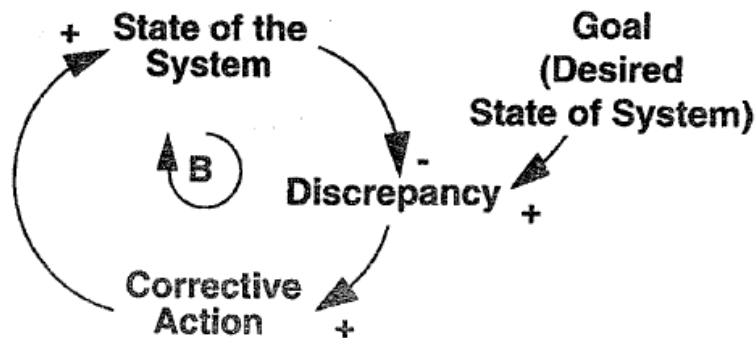 + State of the
System
Goal
(Desired
State of System)
B
-
Discrepancy
+
Corrective
Action
+